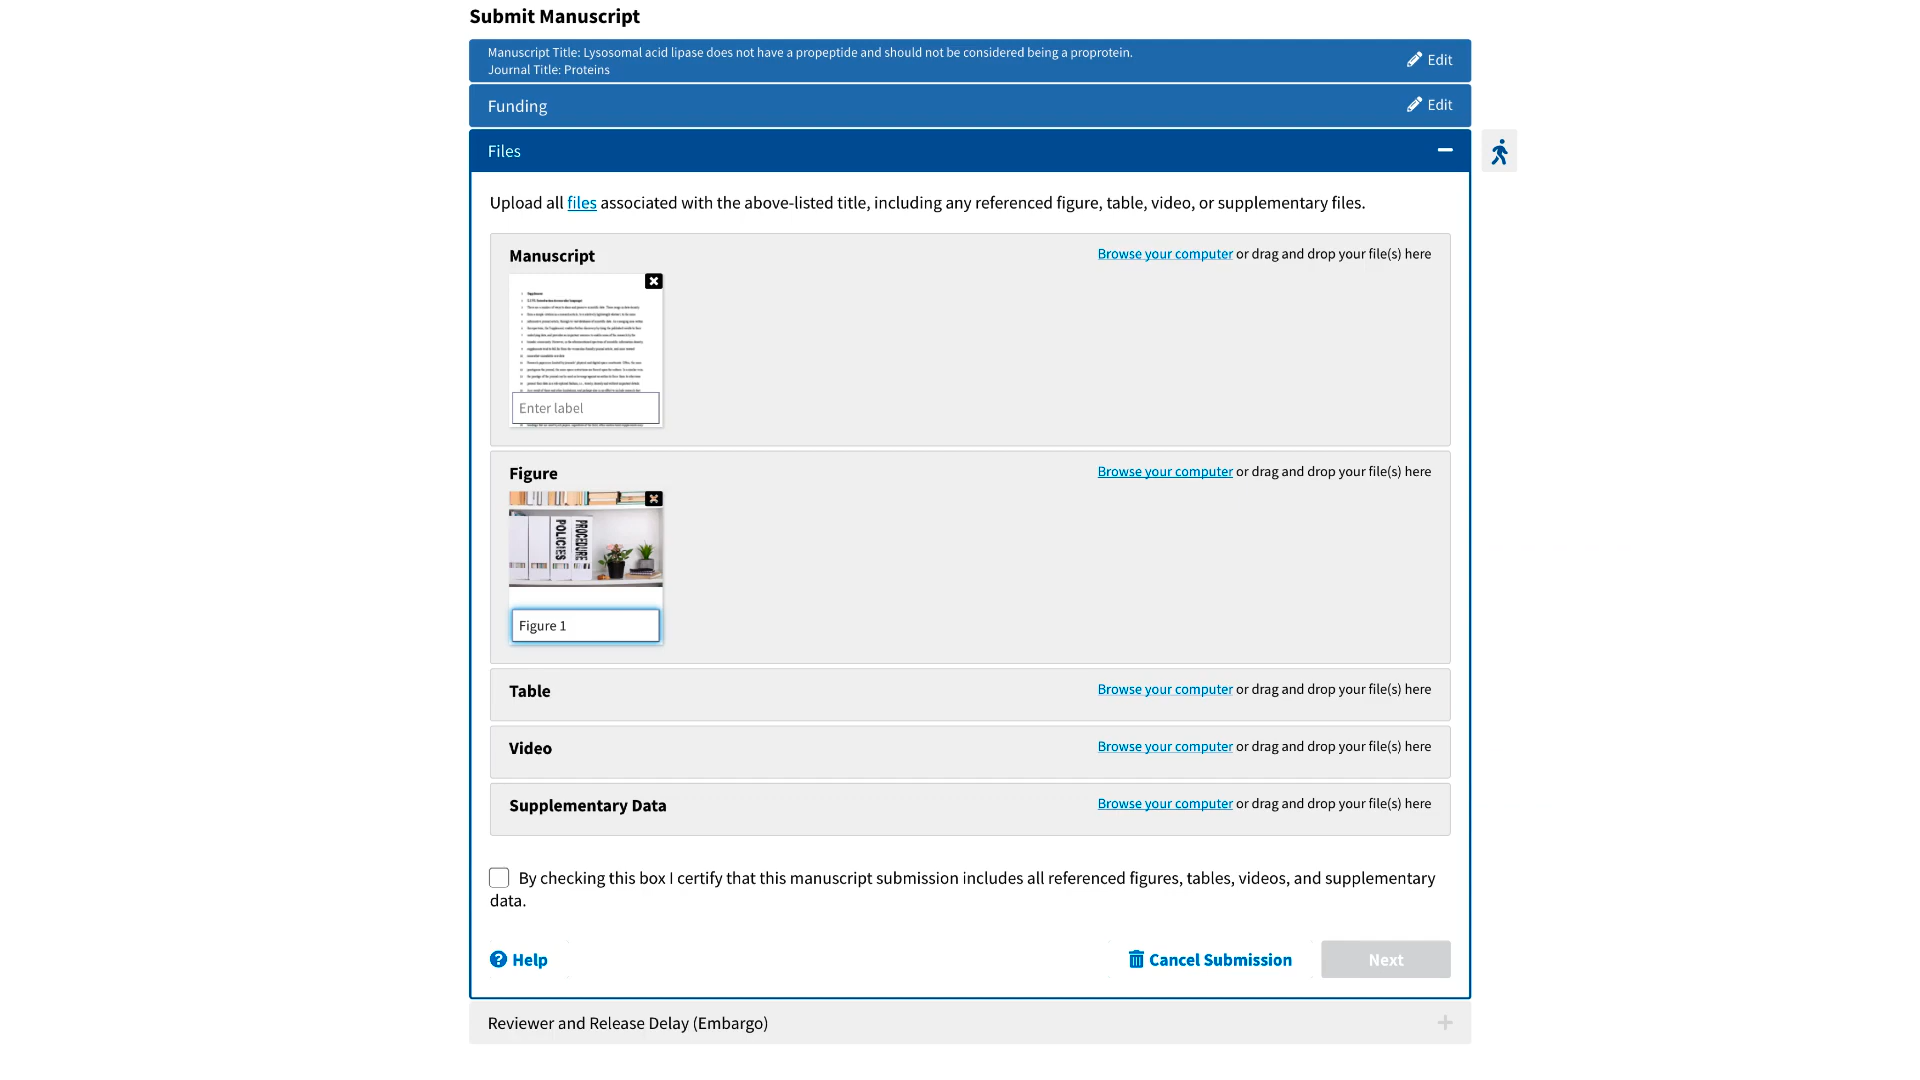 Submit Manuscript
Manuscript Title: Lysosomal acid lipase does not have a propeptide and should not be considered being a proprotein.
Journal Title: Proteins
Edit
Funding
Edit
Files
Upload all files associated with the above-listed title, including any referenced figure, table, video, or supplementary files.
Manuscript
Browse your computer or drag and drop your file(s) here
Enter label
Figure
Browse your computer or drag and drop your file(s) here
POLICIES
PROCEDURE
Figure 1
Table
Browse your computer or drag and drop your file(s) here
Video
Browse your computer or drag and drop your file(s) here
Supplementary Data
Browse your computer or drag and drop your file(s) here
By checking this box I certify that this manuscript submission includes all referenced figures, tables, videos, and supplementary
data.
Help
Cancel Submission
Next
Reviewer and Release Delay (Embargo)